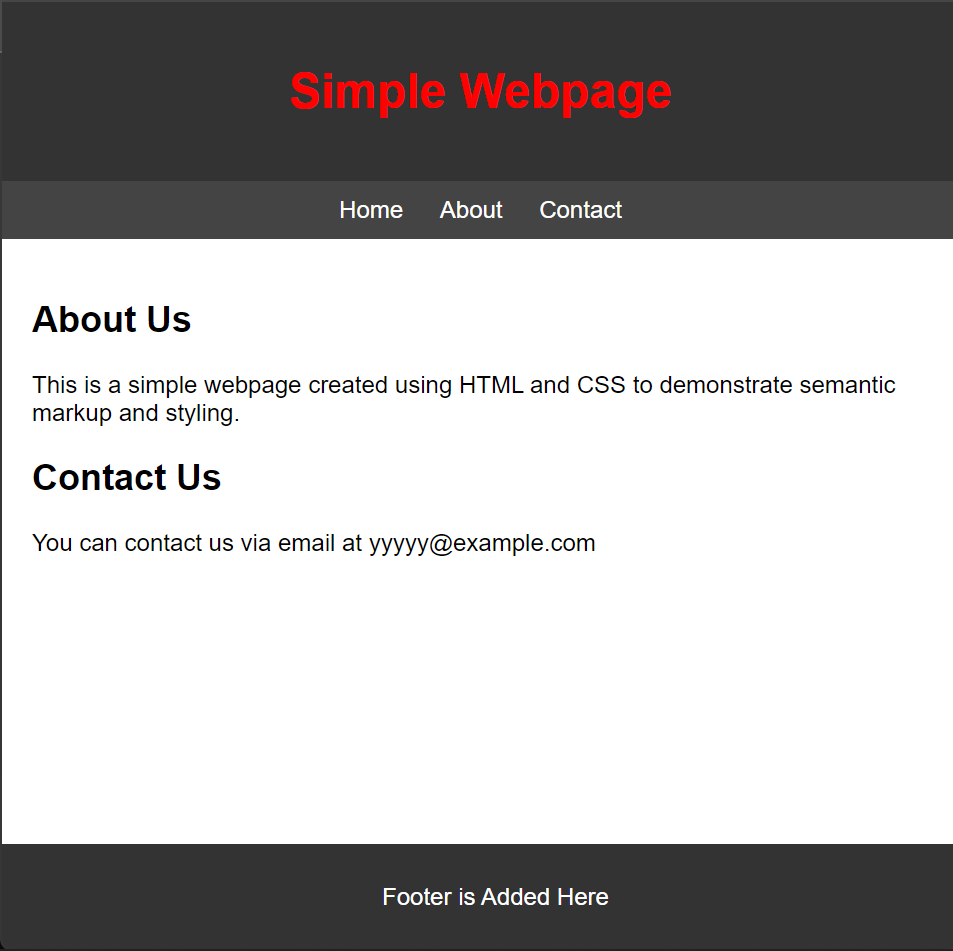 Simple Webpage
Home About Contact
About Us
This is a simple webpage created using HTML and CSS to demonstrate semantic
markup and styling.
Contact Us
You can contact us via email at yyyyy@example.com
Footer is Added Here